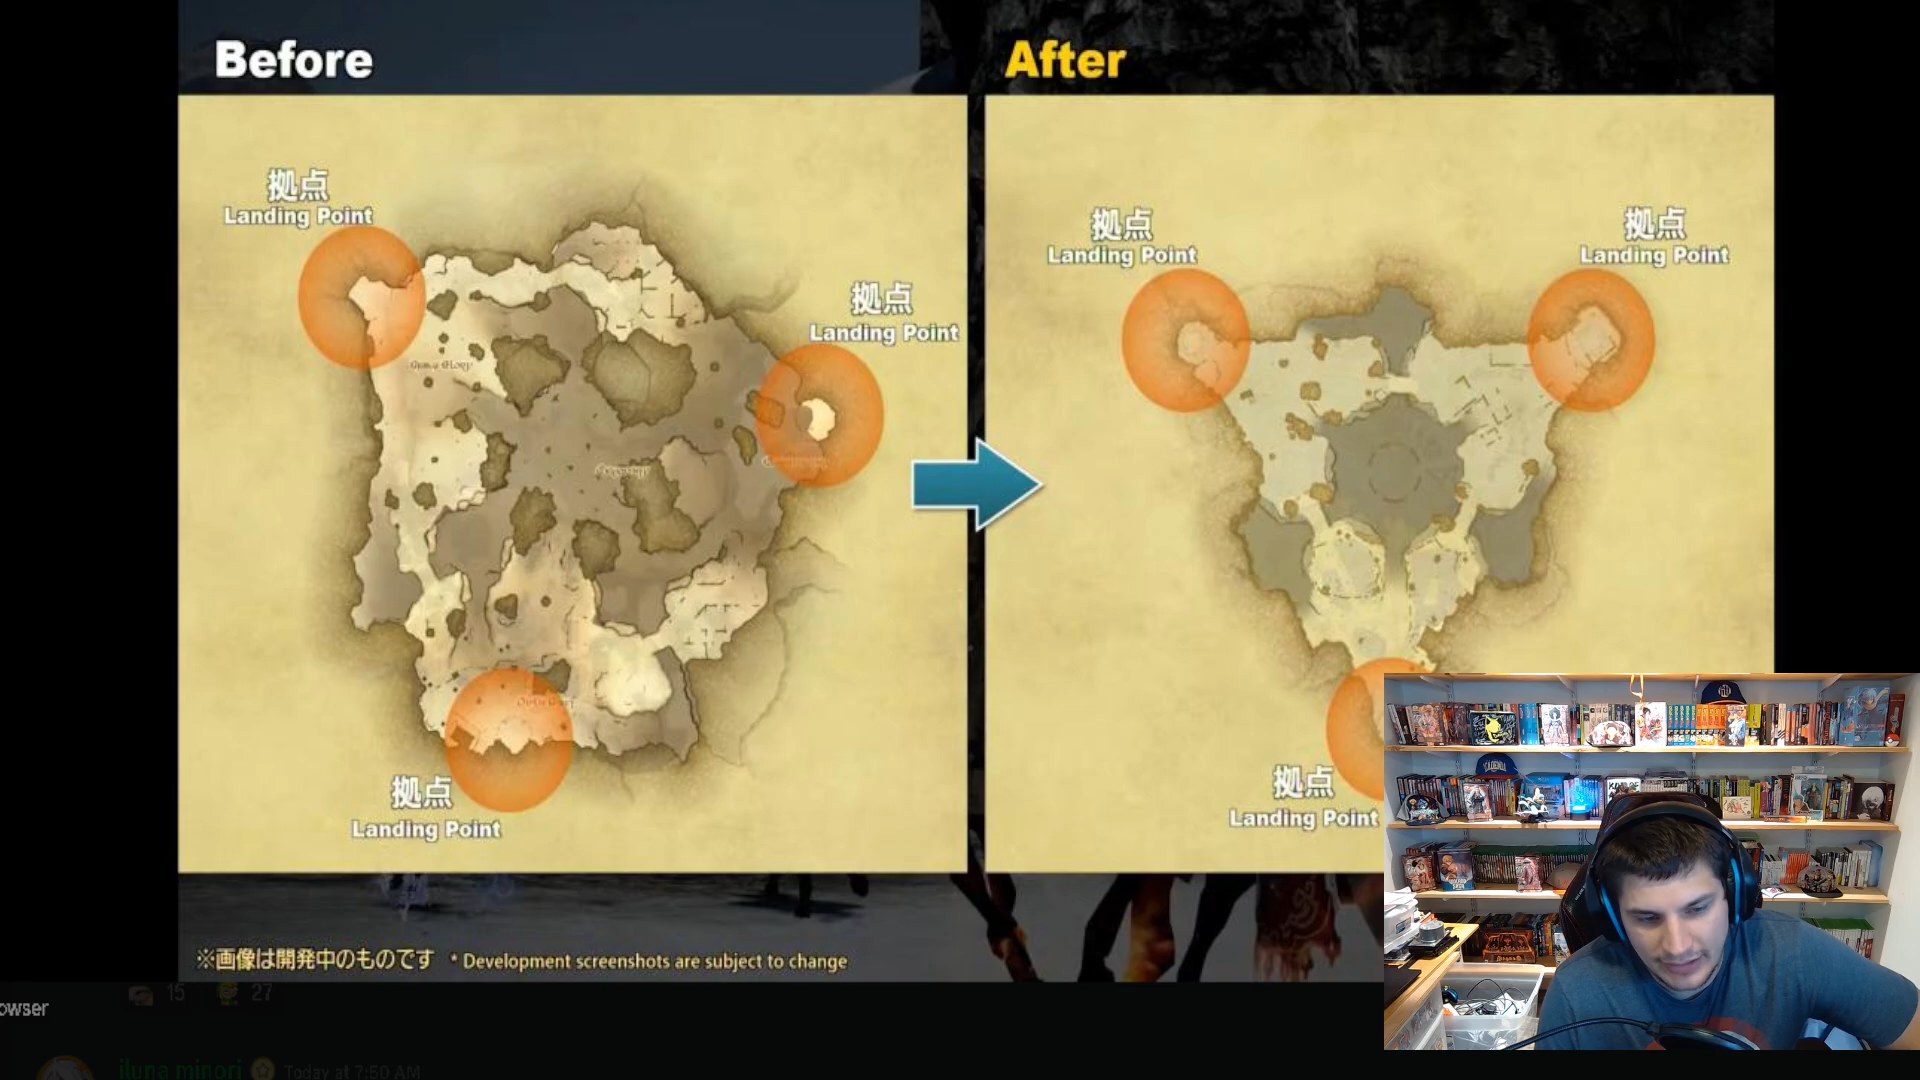 Before
After
拠点
Landing Point
拠点
Landing Point
拠点
Landing Point
拠点
Landing Point
拠点
Landing Point
拠点
Landing Point
※画像は開発中のものです * Development screenshots are subject to change
15 27
owser
iluna minori Today at 7:50 AM